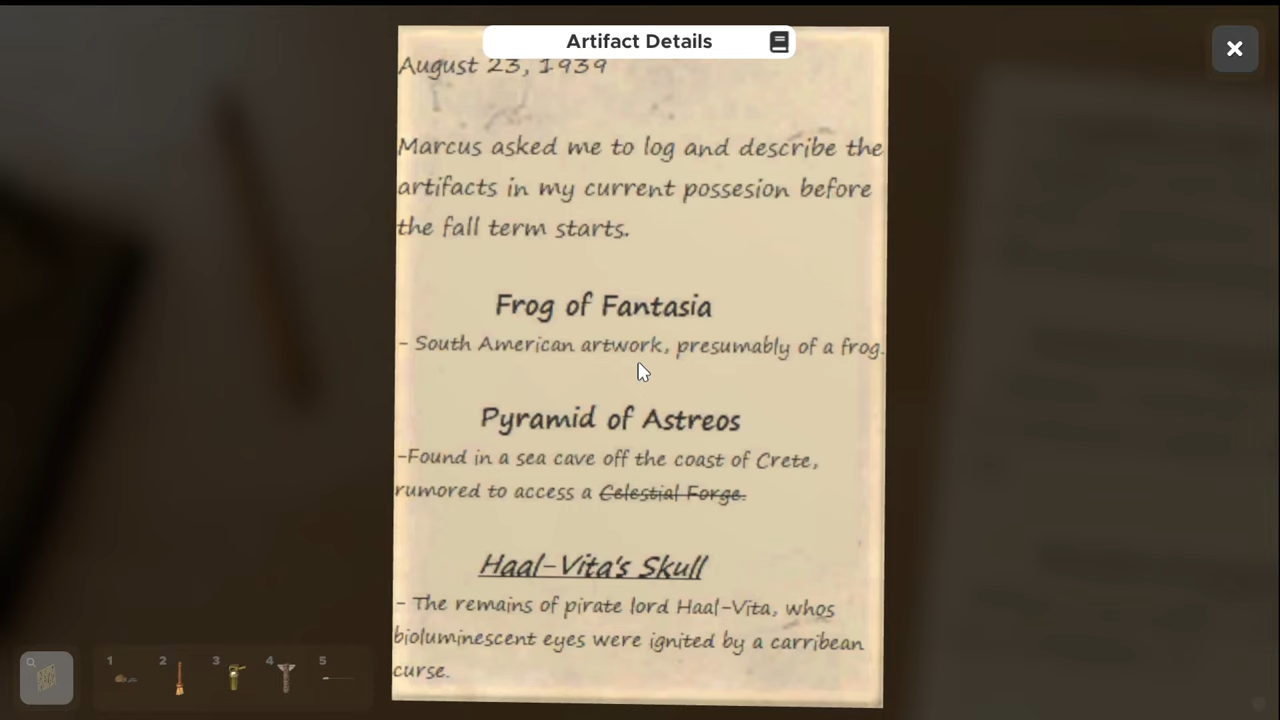 Artifact Details
August 23, 1939
Marcus asked me to log and describe the
artifacts in my current possesion before
the fall term starts.
Frog of Fantasia
- South American artwork, presumably of a frog.
Pyramid of Astreos
-Found in a sea cave off the coast of Crete,
rumored to access a Celestial Forge.
Haal-Vita's Skull
- The remains of pirate lord Haal-Vita, whos
bioluminescent eyes were ignited by a carribean
curse.
1 2 3 4 5